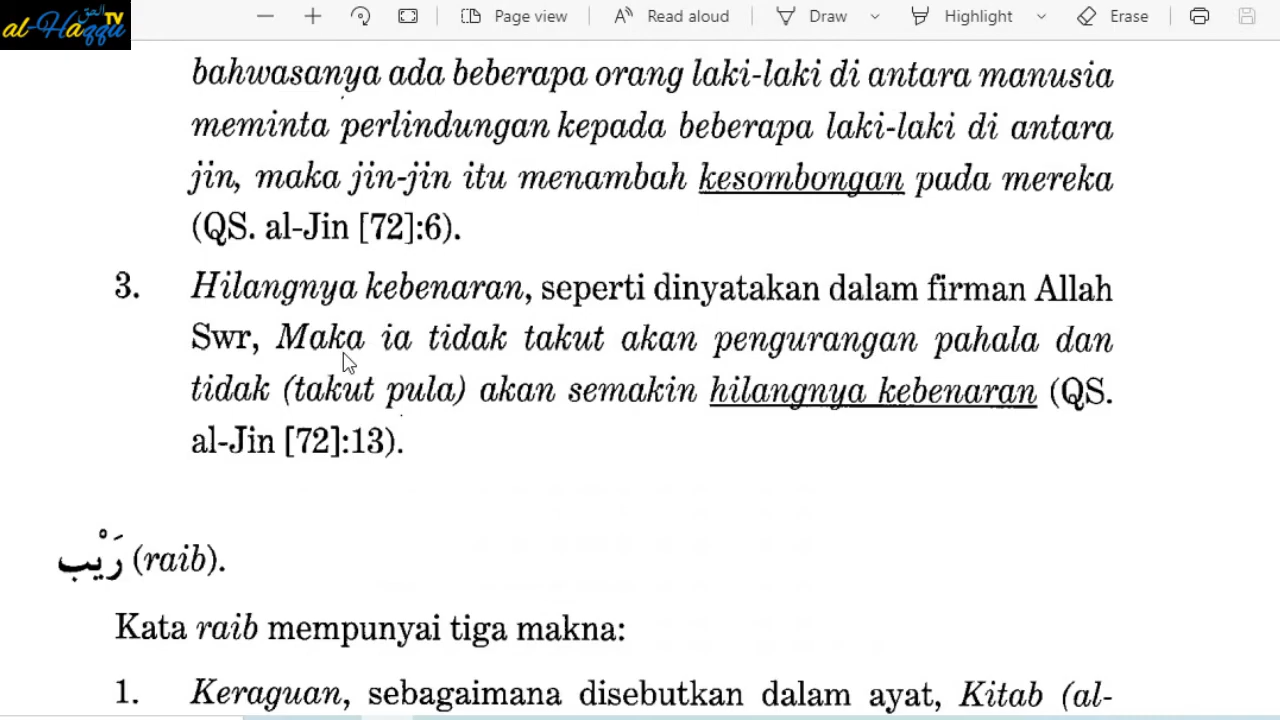 الحق TV
al-Haqqu
Page view
Read aloud
Draw
Highlight
Erase
bahwasanya ada beberapa orang laki-laki di antara manusia
meminta perlindungan kepada beberapa laki-laki di antara
jin, maka jin-jin itu menambah kesombongan pada mereka
(QS. al-Jin [72]:6).
3. Hilangnya kebenaran, seperti dinyatakan dalam firman Allah
Swr, Maka ia tidak takut akan pengurangan pahala dan
tidak (takut pula) akan semakin hilangnya kebenaran (QS.
al-Jin [72]:13).
رَيْب (raib).
Kata raib mempunyai tiga makna:
1. Keraguan, sebagaimana disebutkan dalam ayat, Kitab (al-